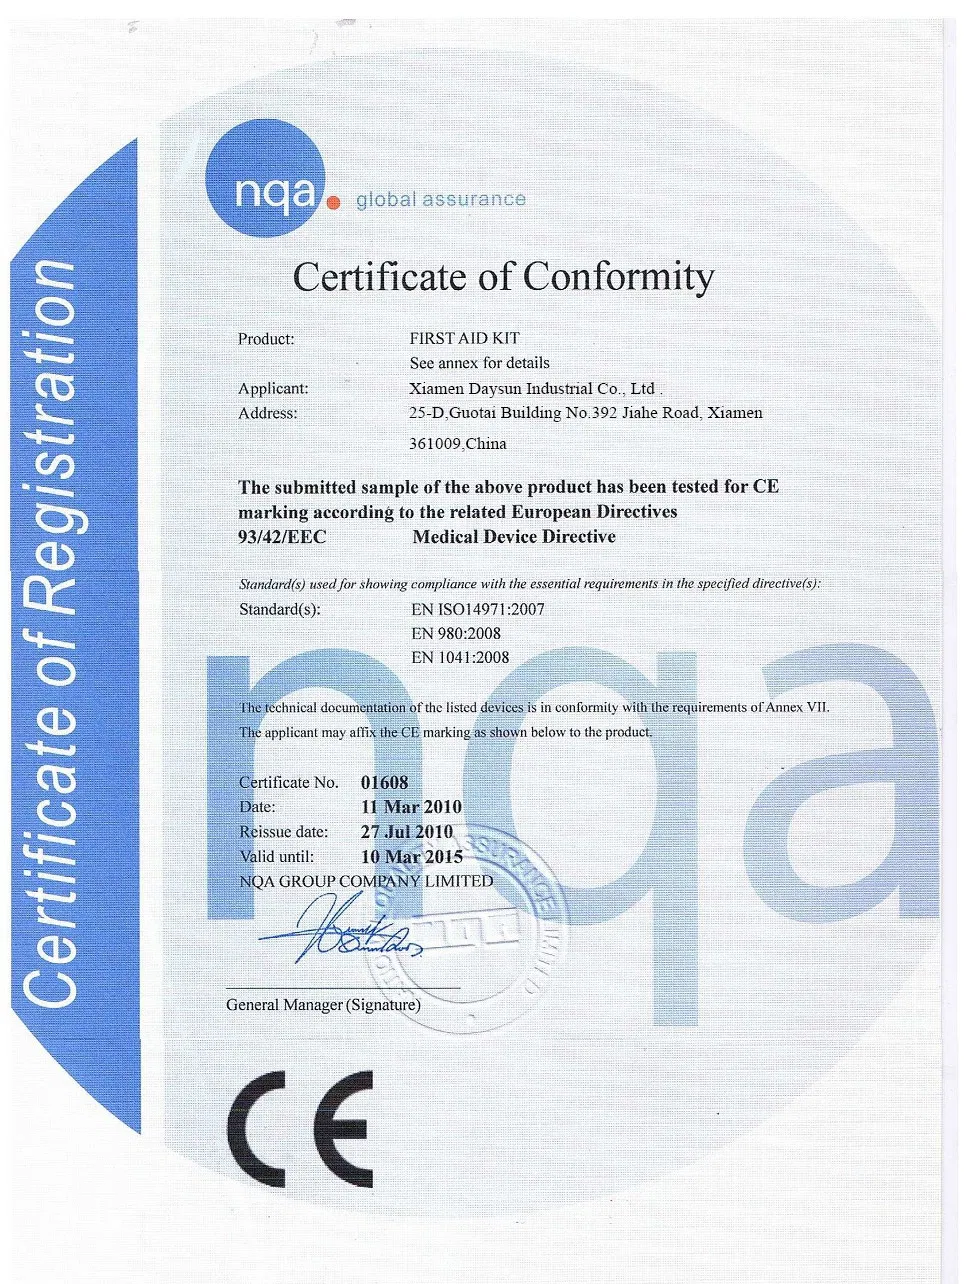 nqa.
global assurance
Certificate of Registration
Certificate of Conformity
Product: FIRST AID KIT
See annex for details
Applicant: Xiamen Daysun Industrial Co., Ltd .
Address: 25-D,Guotai Building No.392 Jiahe Road, Xiamen
361009,China
The submitted sample of the above product has been tested for CE
marking according to the related European Directives
93/42/EEC Medical Device Directive
Standard(s) used for showing compliance with the essential requirements in the specified directive(s):
Standard(s): EN ISO14971:2007
EN 980:2008
EN 1041:2008
nqa
The technical documentation of the listed devices is in conformity with the requirements of Annex VII.
The applicant may affix the CE marking as shown below to the product.
Certificate No. 01608
Date: 11 Mar 2010
Reissue date: 27 Jul 2010
Valid until: 10 Mar 2015
NQA GROUP COMPANY LIMITED
ASSURANCE LIMITED
NQA
General Manager (Signature)
CE